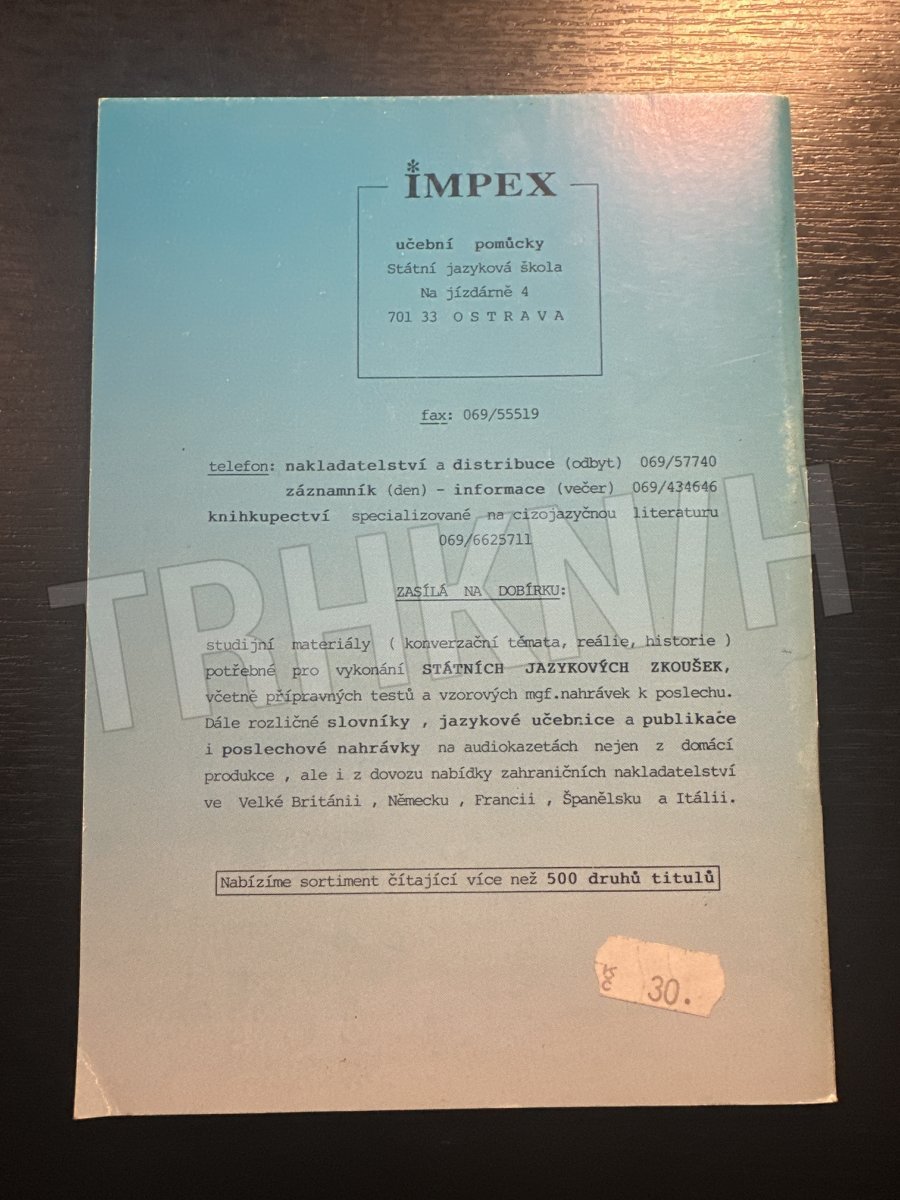 IMPEX
učební pomůcky
Státní jazyková škola
Na jízdárně 4
701 33 OSTRAVA
fax: 069/55519
telefon: nakladatelství a distribuce (odbyt) 069/57740
záznamník (den) - informace (večer) 069/434646
knihkupectví specializované na cizojazyčnou literaturu
069/6625711
ZASÍLÁ NA DOBÍRKU:
studijní materiály ( konverzační témata, reálie, historie )
potřebné pro vykonání STÁTNÍCH JAZYKOVÝCH ZKOUŠEK,
včetně přípravných testů a vzorových mgf.nahrávek k poslechu.
Dále rozličné slovníky , jazykové učebnice a publikace
i poslechové nahrávky na audiokazetách nejen z domácí
produkce , ale i z dovozu nabídky zahraničních nakladatelství
ve Velké Británii , Německu , Francii , Španělsku a Itálii.
Nabízíme sortiment čítající více než 500 druhů titulů
Kč 30.
TRHKNIH